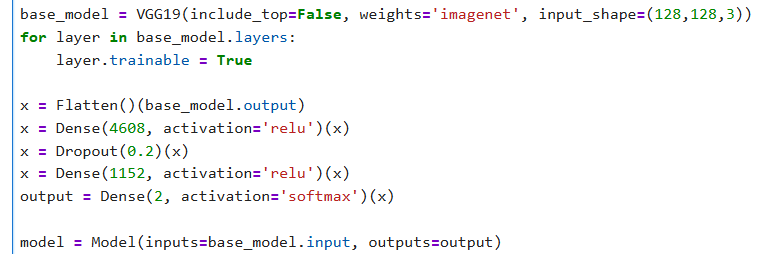 base_model = VGG19(include_top=False, weights='imagenet', input_shape=(128,128,3))
for layer in base_model.layers:
    layer.trainable = True

x = Flatten()(base_model.output)
x = Dense(4608, activation='relu')(x)
x = Dropout(0.2)(x)
x = Dense(1152, activation='relu')(x)
output = Dense(2, activation='softmax')(x)

model = Model(inputs=base_model.input, outputs=output)